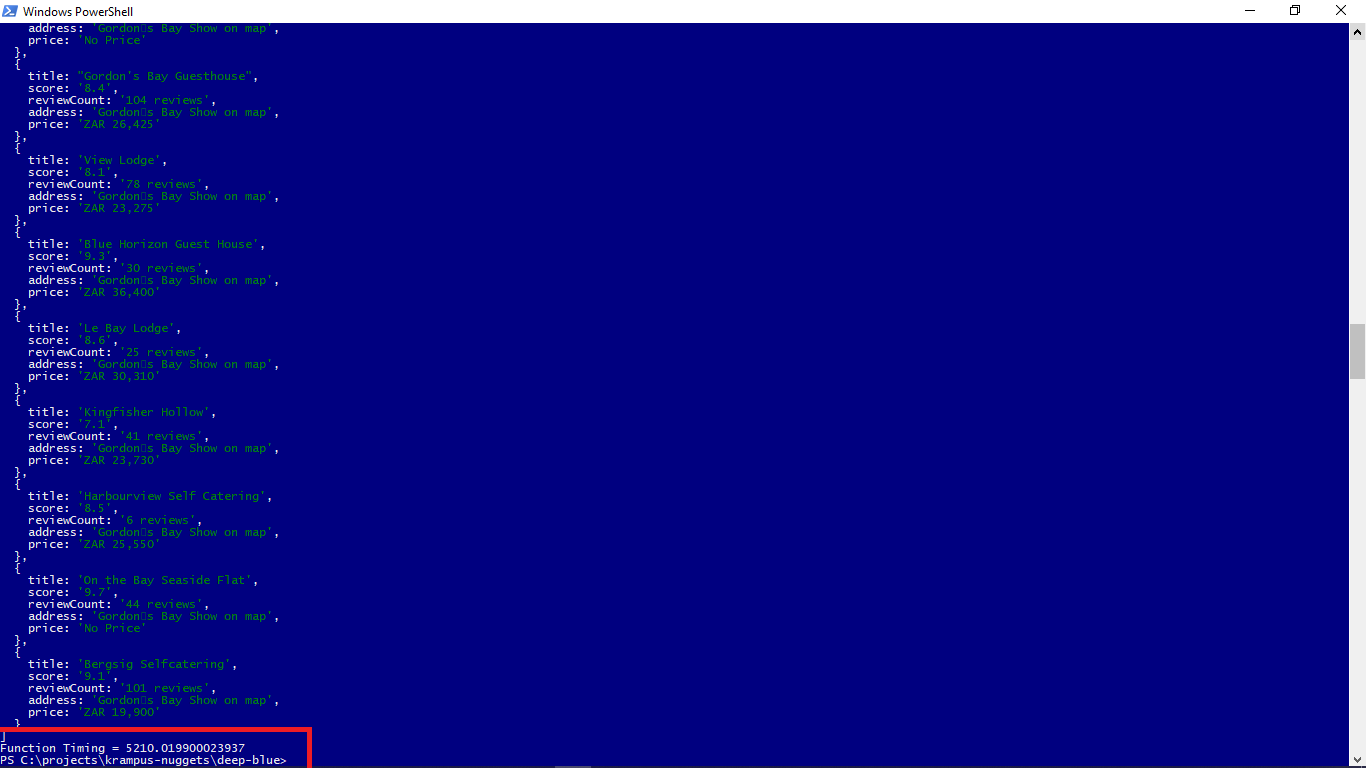 Windows PowerShell
address: 'Gordon▯s Bay Show on map',
price: 'No Price'
},
{
title: "Gordon's Bay Guesthouse",
score: '8.4',
reviewCount: '104 reviews',
address: 'Gordon▯s Bay Show on map',
price: 'ZAR 26,425'
},
{
title: 'View Lodge',
score: '8.1',
reviewCount: '78 reviews',
address: 'Gordon▯s Bay Show on map',
price: 'ZAR 23,275'
},
{
title: 'Blue Horizon Guest House',
score: '9.3',
reviewCount: '30 reviews',
address: 'Gordon▯s Bay Show on map',
price: 'ZAR 36,400'
},
{
title: 'Le Bay Lodge',
score: '8.6',
reviewCount: '25 reviews',
address: 'Gordon▯s Bay Show on map',
price: 'ZAR 30,310'
},
{
title: 'Kingfisher Hollow',
score: '7.1',
reviewCount: '41 reviews',
address: 'Gordon▯s Bay Show on map',
price: 'ZAR 23,730'
},
{
title: 'Harbourview Self Catering',
score: '8.5',
reviewCount: '6 reviews',
address: 'Gordon▯s Bay Show on map',
price: 'ZAR 25,550'
},
{
title: 'On the Bay Seaside Flat',
score: '9.7',
reviewCount: '44 reviews',
address: 'Gordon▯s Bay Show on map',
price: 'No Price'
},
{
title: 'Bergsig Selfcatering',
score: '9.1',
reviewCount: '101 reviews',
address: 'Gordon▯s Bay Show on map',
price: 'ZAR 19,900'
}
]
Function Timing = 5210.019900023937
PS C:\projects\krampus-nuggets\deep-blue>